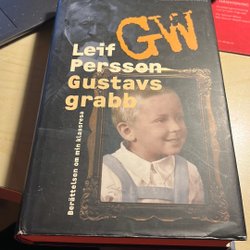 GW
Leif
Persson
Gustavs
grabb
Berättelsen om min klassresa